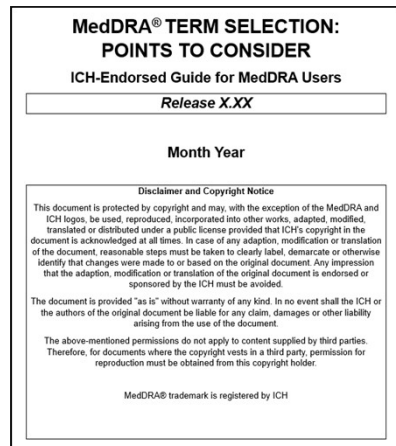 MedDRA® TERM SELECTION:
POINTS TO CONSIDER
ICH-Endorsed Guide for MedDRA Users
Release X.XX
Month Year
Disclaimer and Copyright Notice
This document is protected by copyright and may, with the exception of the MedDRA and
ICH logos, be used, reproduced, incorporated into other works, adapted, modified,
translated or distributed under a public license provided that ICH's copyright in the
document is acknowledged at all times. In case of any adaption, modification or translation
of the document, reasonable steps must be taken to clearly label, demarcate or otherwise
identify that changes were made to or based on the original document. Any impression
that the adaption, modification or translation of the original document is endorsed or
sponsored by the ICH must be avoided.
The document is provided "as is" without warranty of any kind. In no event shall the ICH or
the authors of the original document be liable for any claim, damages or other liability
arising from the use of the document.
The above-mentioned permissions do not apply to content supplied by third parties.
Therefore, for documents where the copyright vests in a third party, permission for
reproduction must be obtained from this copyright holder.
MedDRA® trademark is registered by ICH